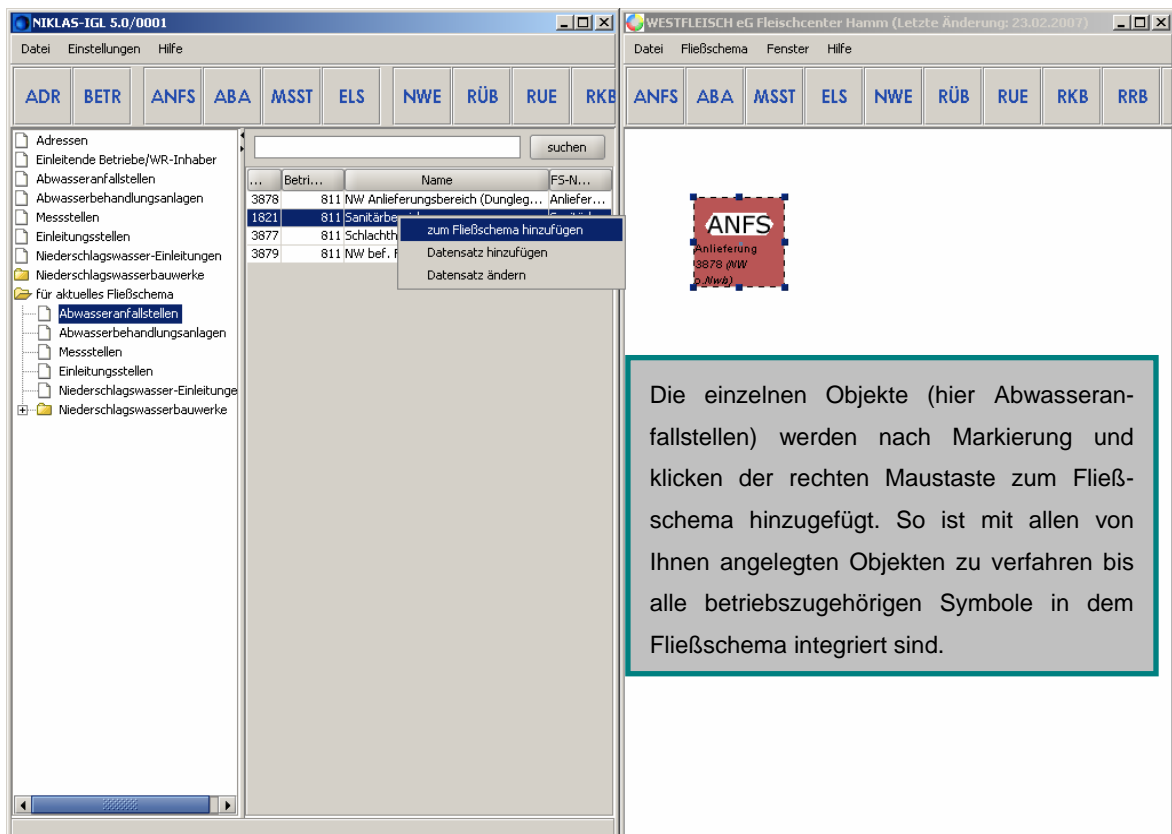 NIKLAS-IGL 5.0/0001
Datei Einstellungen Hilfe
ADR BETR ANFS ABA MSST ELS NWE RÜB RUE RKB
Adressen
Einleitende Betriebe/WR-Inhaber
Abwasseranfallstellen
Abwasserbehandlungsanlagen
Messstellen
Einleitungsstellen
Niederschlagswasser-Einleitungen
Niederschlagswasserbauwerke
für aktuelles Fließschema
Abwasseranfallstellen
Abwasserbehandlungsanlagen
Messstellen
Einleitungsstellen
Niederschlagswasser-Einleitunge
Niederschlagswasserbauwerke
suchen
... Betri... Name FS-N...
3878 811 NW Anlieferungsbereich (Dungleg... Anliefer...
1821 811 Sanitärbe
3877 811 Schlachth
3879 811 NW bef. F
zum Fließschema hinzufügen
Datensatz hinzufügen
Datensatz ändern
WESTFLEISCH eG Fleischcenter Hamm (Letzte Änderung: 23.02.2007)
Datei Fließschema Fenster Hilfe
ANFS ABA MSST ELS NWE RÜB RUE RKB RRB
ANFS
Anlieferung
3878 (NW
o.Nwb)
Die einzelnen Objekte (hier Abwasseran-
fallstellen) werden nach Markierung und
klicken der rechten Maustaste zum Fließ-
schema hinzugefügt. So ist mit allen von
Ihnen angelegten Objekten zu verfahren bis
alle betriebszugehörigen Symbole in dem
Fließschema integriert sind.